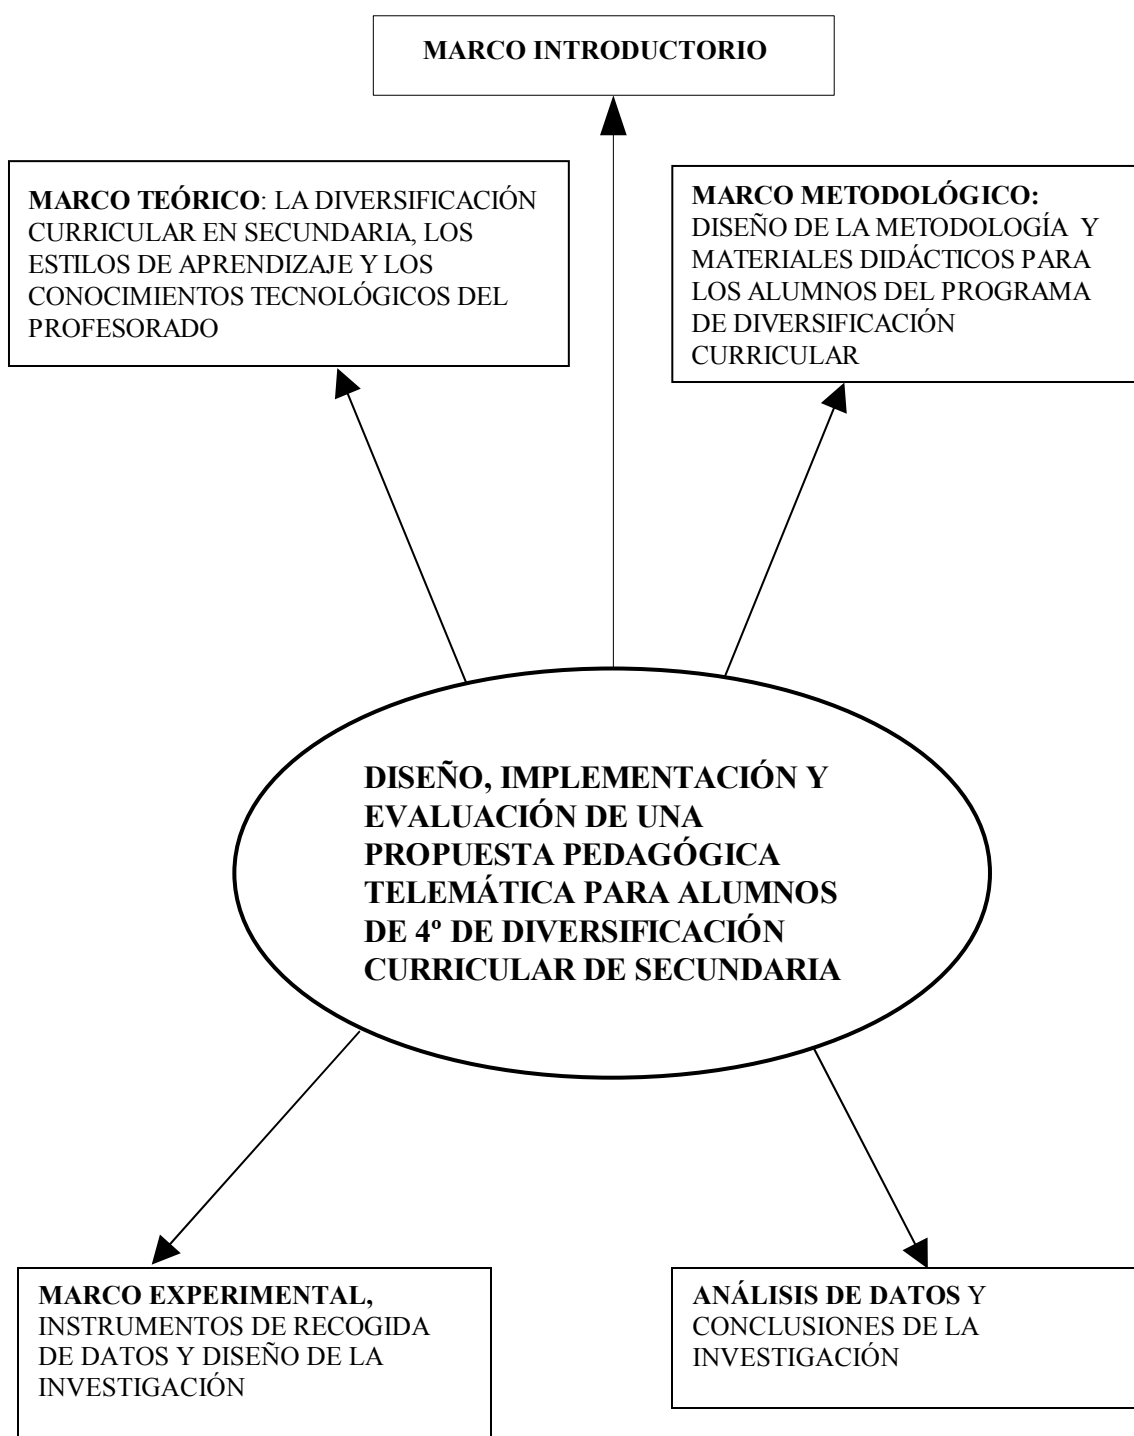 MARCO INTRODUCTORIO
MARCO TEÓRICO: LA DIVERSIFICACIÓN
CURRICULAR EN SECUNDARIA, LOS
ESTILOS DE APRENDIZAJE Y LOS
CONOCIMIENTOS TECNOLÓGICOS DEL
PROFESORADO
MARCO METODOLÓGICO:
DISEÑO DE LA METODOLOGÍA Y
MATERIALES DIDÁCTICOS PARA
LOS ALUMNOS DEL PROGRAMA
DE DIVERSIFICACIÓN
CURRICULAR
DISEÑO, IMPLEMENTACIÓN Y
EVALUACIÓN DE UNA
PROPUESTA PEDAGÓGICA
TELEMÁTICA PARA ALUMNOS
DE 4º DE DIVERSIFICACIÓN
CURRICULAR DE SECUNDARIA
MARCO EXPERIMENTAL,
INSTRUMENTOS DE RECOGIDA
DE DATOS Y DISEÑO DE LA
INVESTIGACIÓN
ANÁLISIS DE DATOS Y
CONCLUSIONES DE LA
INVESTIGACIÓN